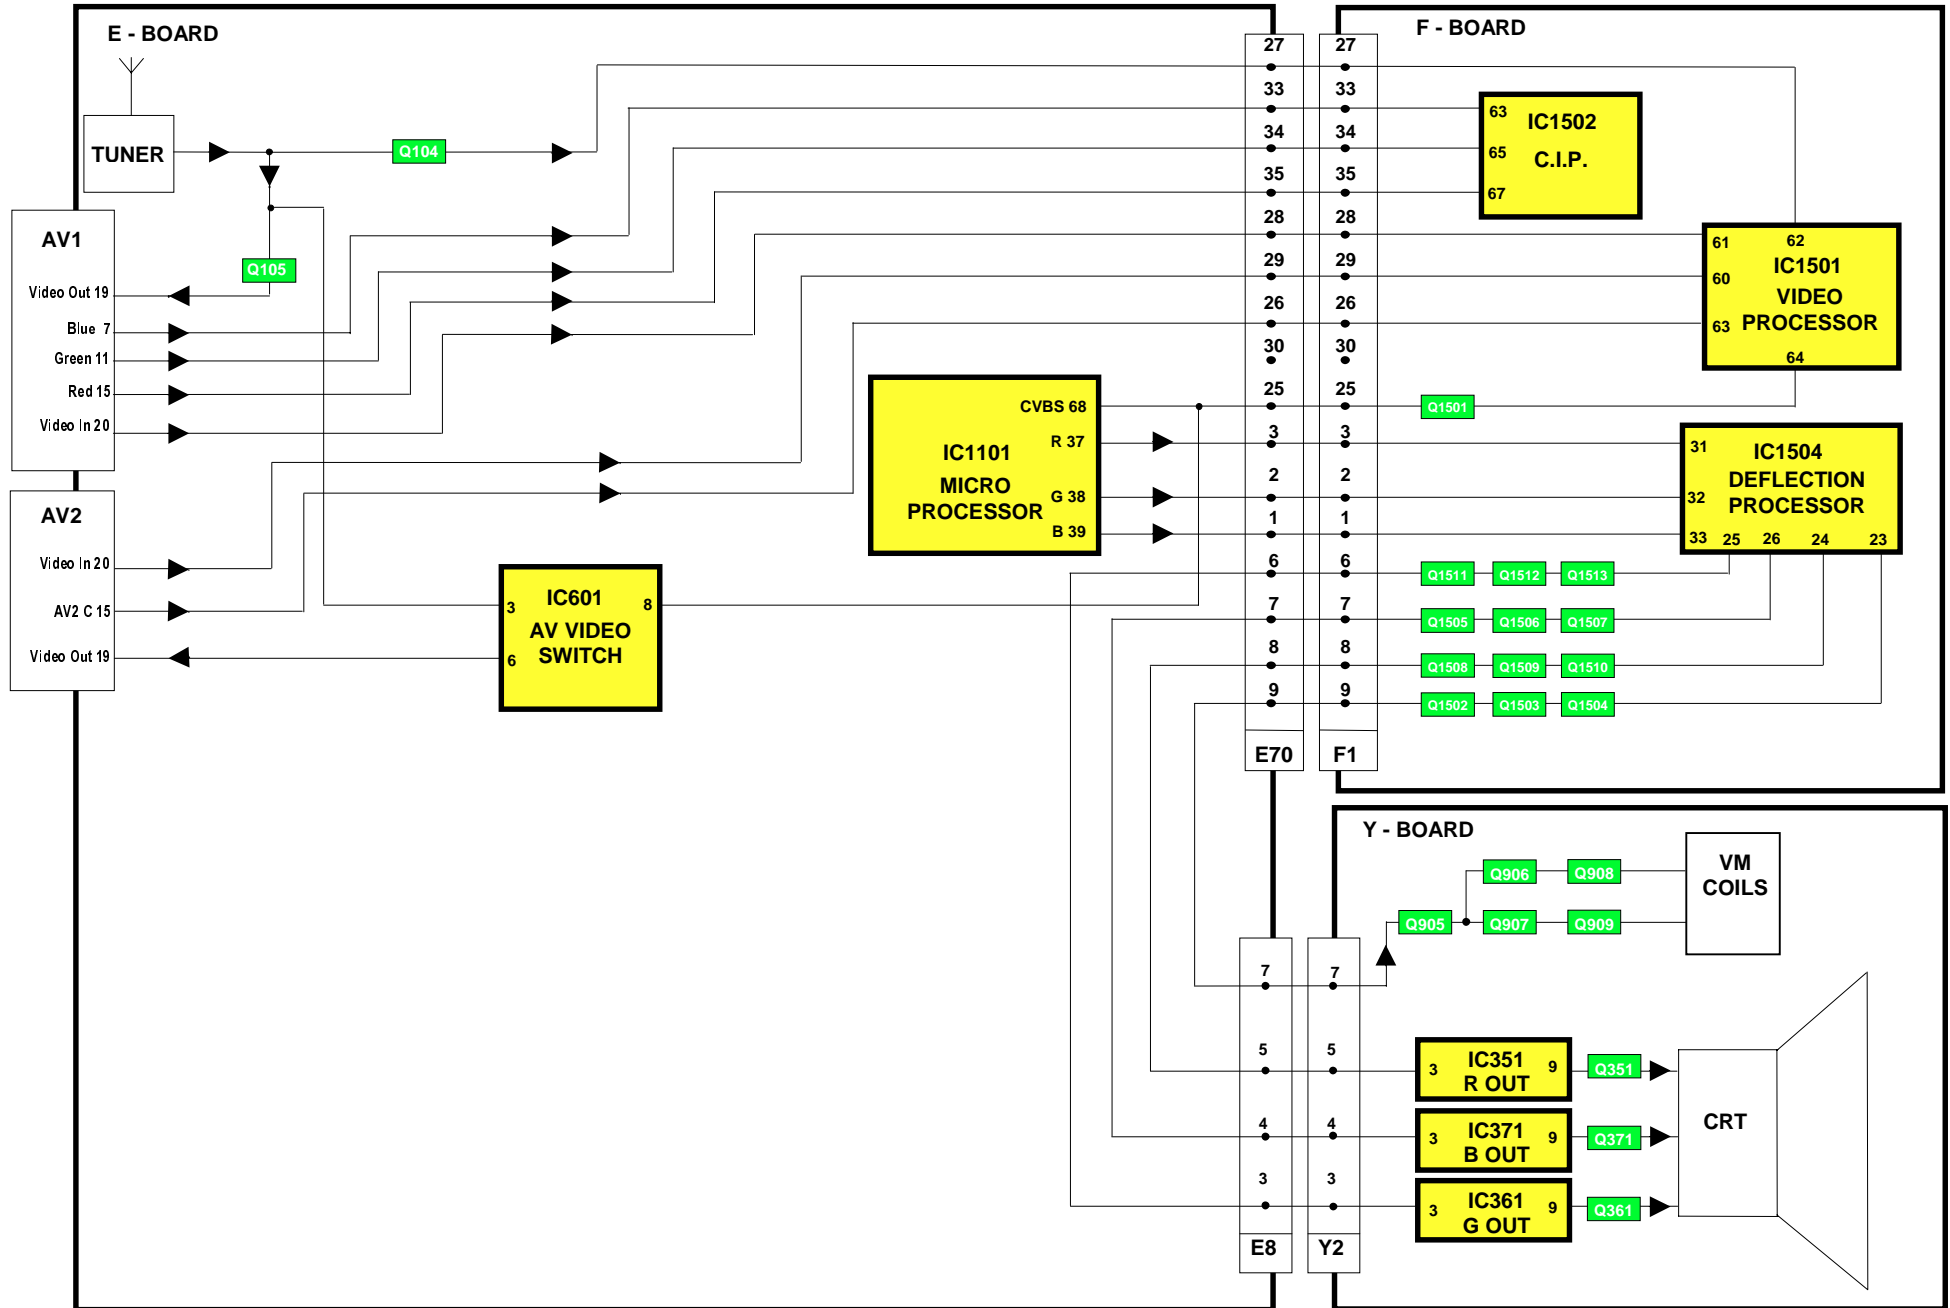 E - BOARD
TUNER
Q104
Q105
AV1
Video Out 19
Blue 7
Green 11
Red 15
Video In 20
AV2
Video In 20
AV2 C 15
Video Out 19
3
IC601
8
AV VIDEO
SWITCH
6
CVBS 68
R 37
IC1101
MICRO
PROCESSOR
G 38
B 39
27
33
34
35
28
29
26
30
25
3
2
1
6
7
8
9
E70
27
33
34
35
28
29
26
30
25
3
2
1
6
7
8
9
F1
F - BOARD
63
IC1502
65
C.I.P.
67
61
62
IC1501
60
VIDEO
63
PROCESSOR
64
Q1501
31
IC1504
DEFLECTION
32
PROCESSOR
33 25 26 24 23
Q1511 Q1512 Q1513
Q1505 Q1506 Q1507
Q1508 Q1509 Q1510
Q1502 Q1503 Q1504
7
5
4
3
E8
7
5
4
3
Y2
Y - BOARD
Q906 Q908
Q905 Q907 Q909
VM
COILS
3
IC351
9
R OUT
Q351
3
IC371
9
B OUT
Q371
3
IC361
9
G OUT
Q361
CRT